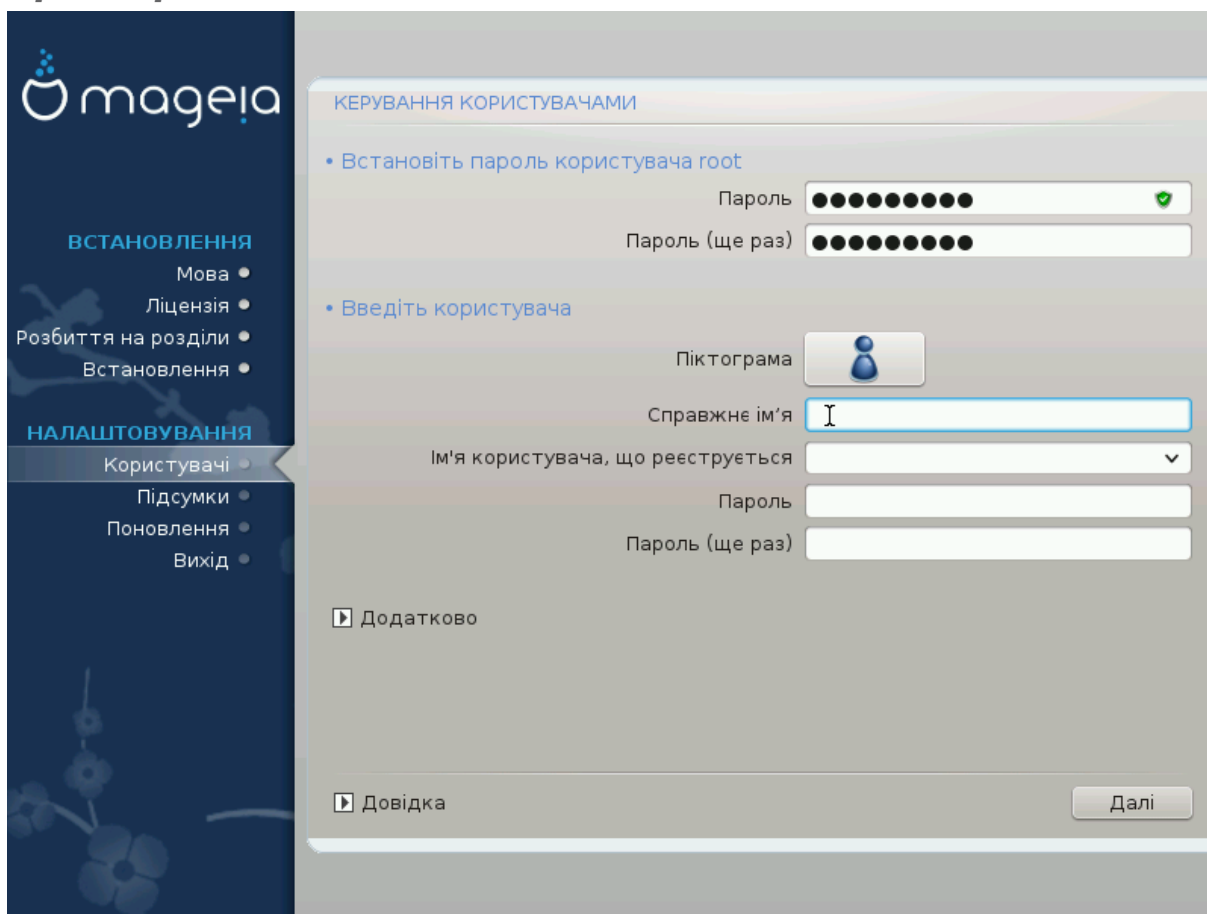 mageia
ВСТАНОВЛЕННЯ
Мова
Ліцензія
Розбиття на розділи
Встановлення
НАЛАШТОВУВАННЯ
Користувачі
Підсумки
Поновлення
Вихід
КЕРУВАННЯ КОРИСТУВАЧАМИ
• Встановіть пароль користувача root
Пароль ●●●●●●●●●
Пароль (ще раз) ●●●●●●●●●
• Введіть користувача
Піктограма
Справжнє ім’я
Ім'я користувача, що реєструється
Пароль
Пароль (ще раз)
Додатково
Довідка
Далі